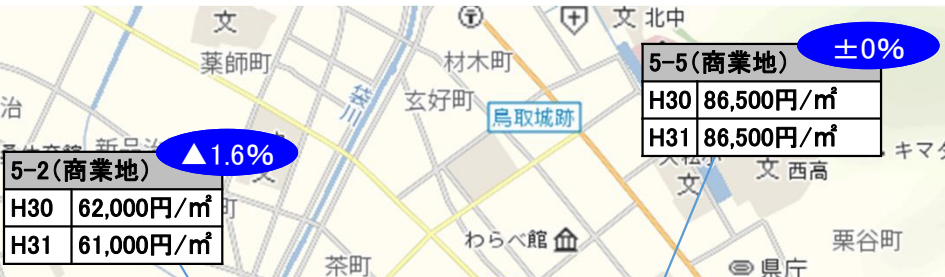 文
北中
薬師町
材木町
5-5(商業地)
±0%
H30 86,500円/㎡
H31 86,500円/㎡
袋川
玄好町
鳥取城跡
治
5-2(商業地)
▲1.6%
H30 62,000円/㎡
H31 61,000円/㎡
町
文
文
文
西高
キマ
わらべ館
栗谷町
茶町
県庁